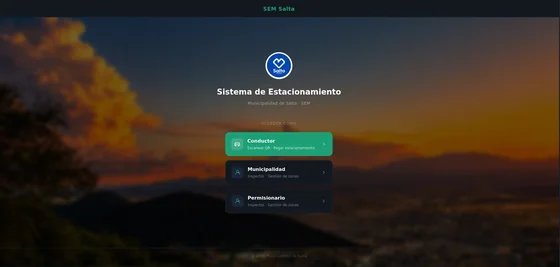 SEM Salta
Salta
Sistema de Estacionamiento
Municipalidad de Salta · SEM
Conductor
Escanear QR · Pagar estacionamiento
Municipalidad
Inspector · Gestión de zonas
Permisionario
Inspector · Gestión de zonas